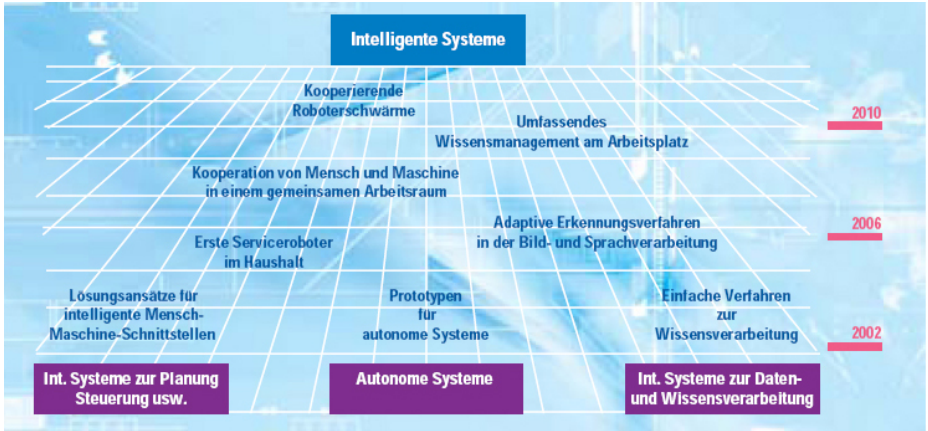 Intelligente Systeme
Kooperierende
Roboterschwärme
2010
Umfassendes
Wissensmanagement am Arbeitsplatz
Kooperation von Mensch und Maschine
in einem gemeinsamen Arbeitsraum
Adaptive Erkennungsverfahren
in der Bild- und Sprachverarbeitung
2006
Erste Serviceroboter
im Haushalt
Lösungsansätze für
intelligente Mensch-
Maschine-Schnittstellen
Prototypen
für
autonome Systeme
Einfache Verfahren
zur
Wissensverarbeitung
2002
Int. Systeme zur Planung
Steuerung usw.
Autonome Systeme
Int. Systeme zur Daten-
und Wissensverarbeitung